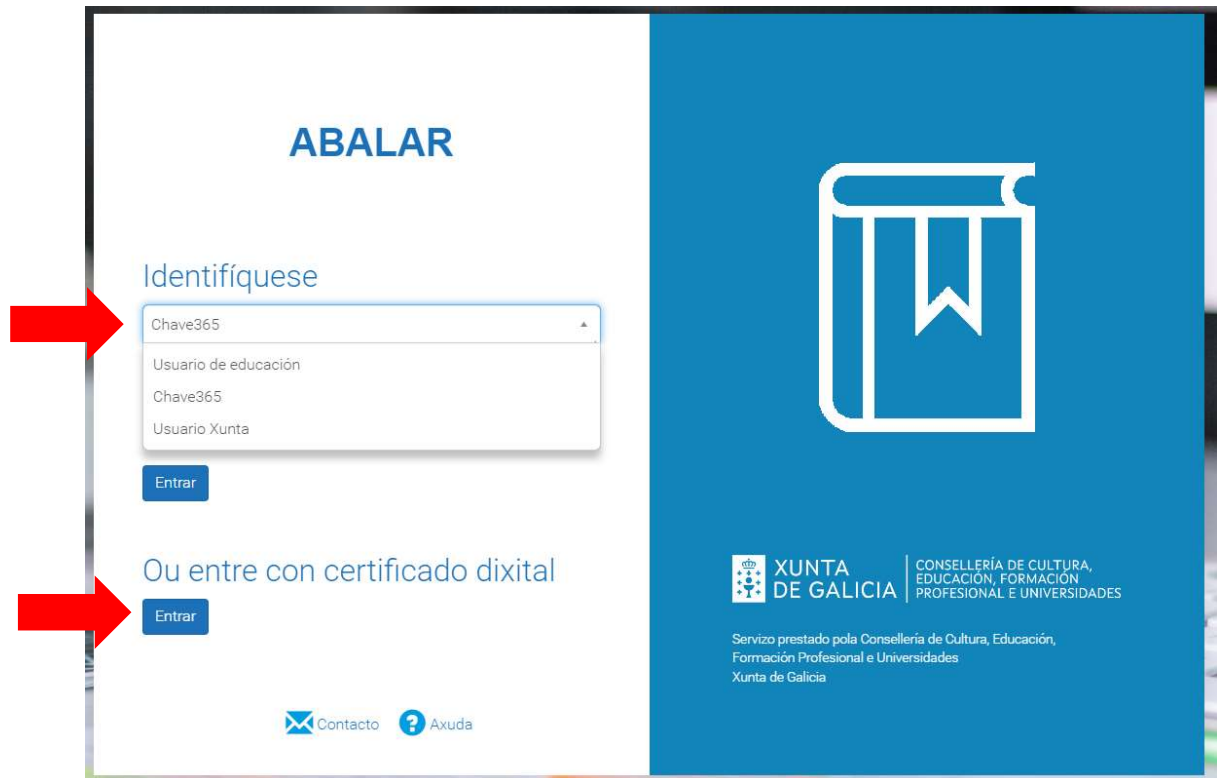 ABALAR
Identifíquese
Chave365
Usuario de educación
Chave365
Usuario Xunta
Entrar
Ou entre con certificado dixital
Entrar
Contacto
Axuda
XUNTA
DE GALICIA
CONSELLERÍA DE CULTURA,
EDUCACIÓN, FORMACIÓN
PROFESIONAL E UNIVERSIDADES
Servizo prestado pola Consellería de Cultura, Educación,
Formación Profesional e Universidades
Xunta de Galicia